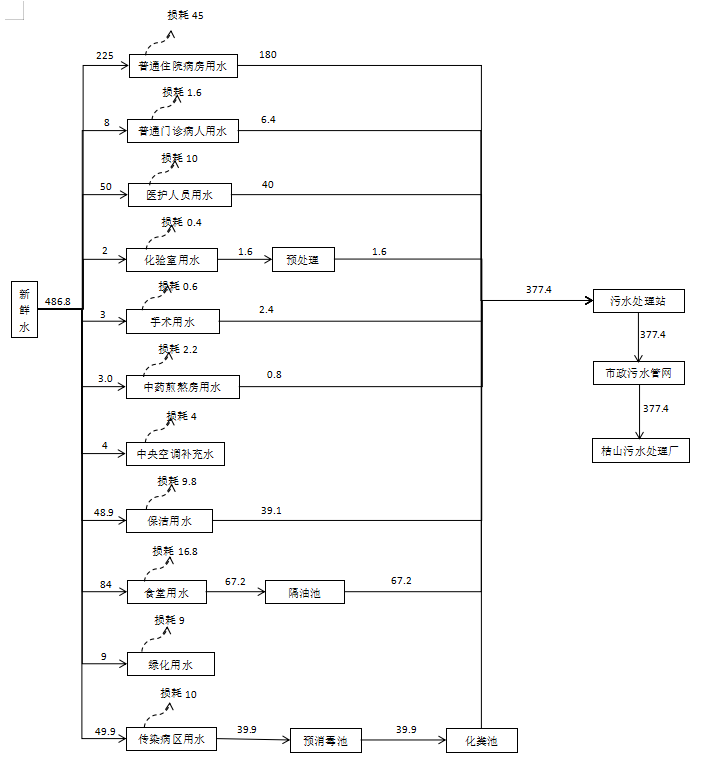 损耗 45
225
普通住院病房用水
180
损耗 1.6
8
普通门诊病人用水
6.4
损耗 10
50
医护人员用水
40
损耗 0.4
2
化验室用水
1.6
预处理
1.6
新鲜水
486.8
377.4
污水处理站
损耗 0.6
3
手术用水
2.4
377.4
损耗 2.2
3.0
中药煎熬房用水
0.8
市政污水管网
377.4
损耗 4
4
中央空调补充水
桔山污水处理厂
损耗 9.8
48.9
保洁用水
39.1
损耗 16.8
84
食堂用水
67.2
隔油池
67.2
损耗 9
9
绿化用水
损耗 10
49.9
传染病区用水
39.9
预消毒池
39.9
化粪池